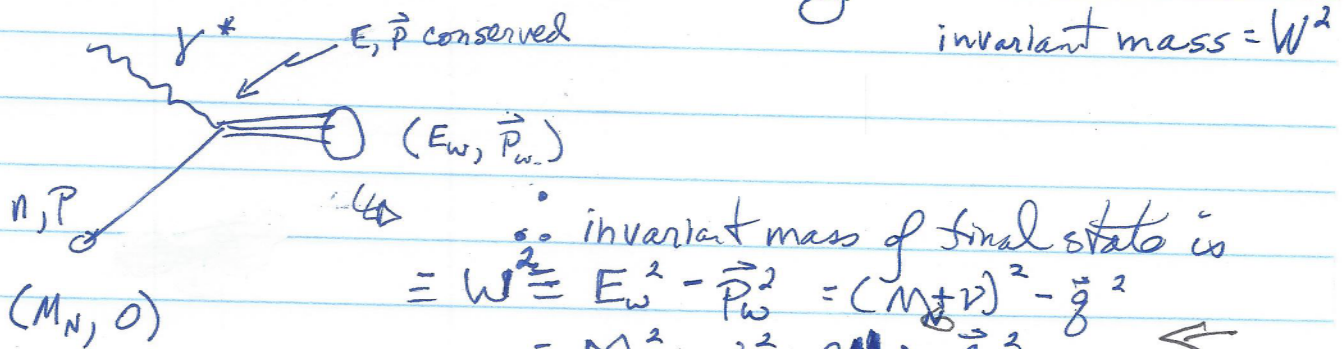 γ* E, p⃗ conserved invariant mass = W²
(E_w, p⃗_w)
n, P
∴ invariant mass of final state is
≡ W² ≡ E_w² - p⃗_w² = (M_N + ν)² - q⃗²
(M_N, 0)